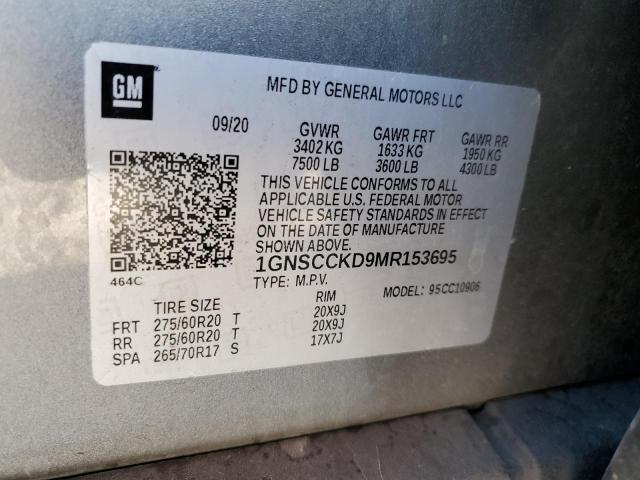 GM
MFD BY GENERAL MOTORS LLC
09/20 GVWR GAWR FRT GAWR RR
3402 KG 1633 KG 1950 KG
7500 LB 3600 LB 4300 LB
THIS VEHICLE CONFORMS TO ALL
APPLICABLE U.S. FEDERAL MOTOR
VEHICLE SAFETY STANDARDS IN EFFECT
ON THE DATE OF MANUFACTURE
SHOWN ABOVE.
1GNSCCKD9MR153695
464C TYPE: M.P.V. MODEL: 95CC10906
TIRE SIZE RIM
FRT 275/60R20 T 20X9J
RR 275/60R20 T 20X9J
SPA 265/70R17 S 17X7J